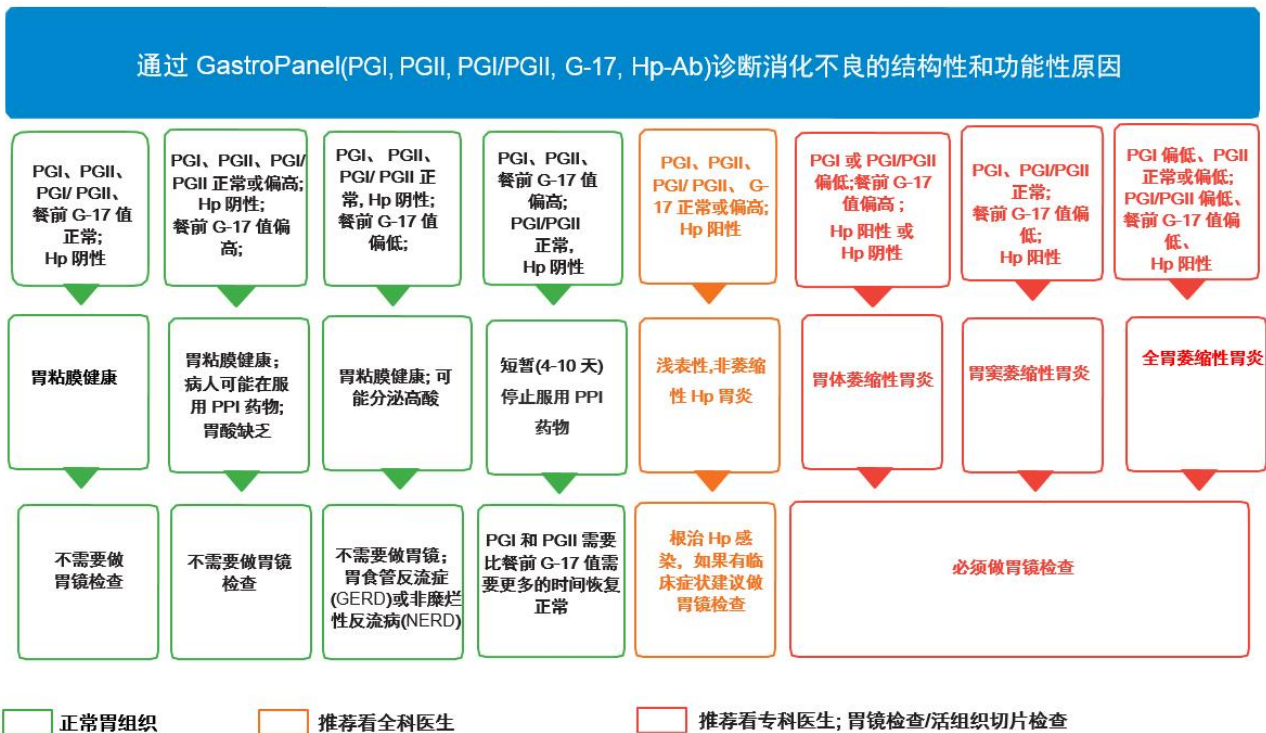 通过 GastroPanel(PGI, PGII, PGI/PGII, G-17, Hp-Ab)诊断消化不良的结构性和功能性原因
PGI、PGII、
PGI/ PGII、
餐前 G-17 值
正常;
Hp 阴性
PGI、PGII、PGI/
PGII 正常或偏高;
Hp 阴性;
餐前 G-17 值偏
高;
PGI、 PGII、
PGI/ PGII 正
常, Hp 阴性;
餐前 G-17 值
偏低;
PGI、PGII、
餐前 G-17 值
偏高;
PGI/PGII
正常,
Hp 阴性
PGI、PGII、
PGI/ PGII、 G-
17 正常或偏高;
Hp 阳性
PGI 或 PGI/PGII
偏低;餐前 G-17
值偏高 ;
Hp 阳性 或
Hp 阴性
PGI、PGI/PGII
正常;
餐前 G-17 值偏
低;
Hp 阳性
PGI 偏低、PGII
正常或偏低;
PGI/PGII 偏低、
餐前 G-17 值偏
低、
Hp 阳性
胃粘膜健康
胃粘膜健康；
病人可能在服
用 PPI 药物;
胃酸缺乏
胃粘膜健康; 可
能分泌高酸
短暂(4-10 天)
停止服用 PPI
药物
浅表性,非萎缩
性 Hp 胃炎
胃体萎缩性胃炎
胃窦萎缩性胃炎
全胃萎缩性胃炎
不需要做
胃镜检查
不需要做胃镜
检查
不需要做胃镜；
胃食管反流症
(GERD)或非糜烂
性反流病(NERD)
PGI 和 PGII 需要
比餐前 G-17 值需
要更多的时间恢复
正常
根治 Hp 感
染，如果有临
床症状建议做
胃镜检查
必须做胃镜检查
正常胃组织
推荐看全科医生
推荐看专科医生; 胃镜检查/活组织切片检查